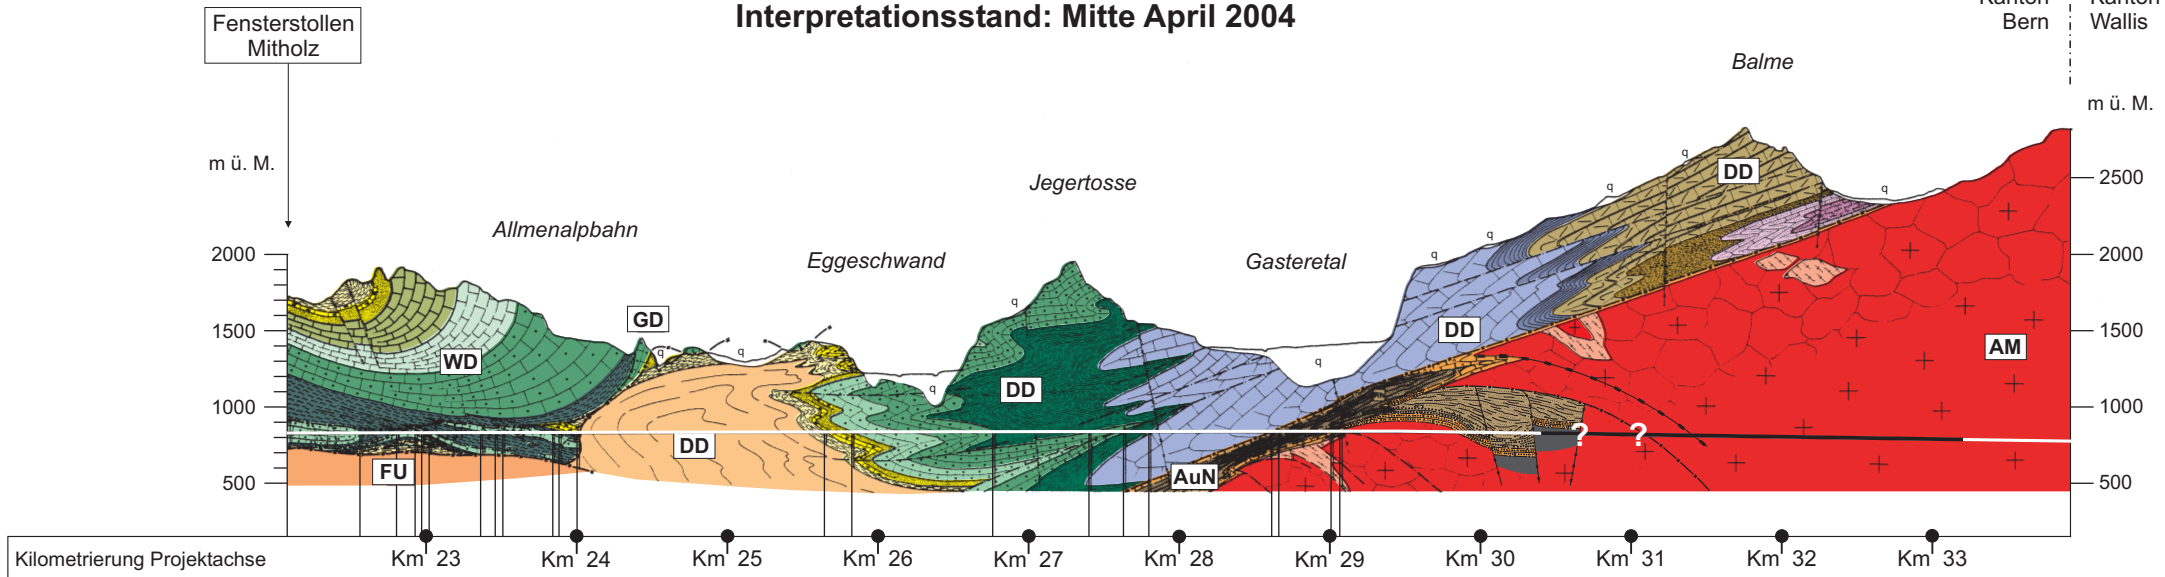 Interpretationsstand: Mitte April 2004
Fensterstollen
Mitholz
Kanton
Bern
Kanton
Wallis
Balme
m ü. M.
m ü. M.
Jegertosse
Allmenalpbahn
Eggeschwand
Gasteretal
2000
1500
1000
500
2500
2000
1500
1000
500
q
q
q
q
DD
q
q
q
GD
q
q
q
q
WD
DD
DD
AM
DD
FU
AuN
? ?
Kilometrierung Projektachse
Km 23
Km 24
Km 25
Km 26
Km 27
Km 28
Km 29
Km 30
Km 31
Km 32
Km 33